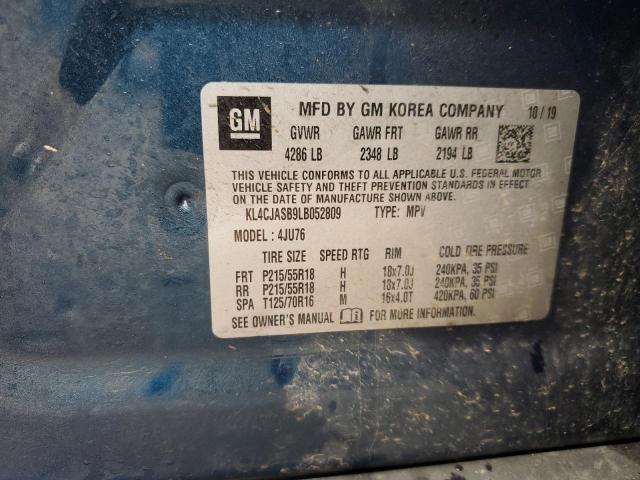 GM MFD BY GM KOREA COMPANY 10/19
GVWR GAWR FRT GAWR RR
4286 LB 2348 LB 2194 LB
THIS VEHICLE CONFORMS TO ALL APPLICABLE U.S. FEDERAL MOTOR
VEHICLE SAFETY AND THEFT PREVENTION STANDARDS IN EFFECT
ON THE DATE OF MANUFACTURE SHOWN ABOVE.
KL4CJASB9LB052809 TYPE: MPV
MODEL : 4JU76
TIRE SIZE SPEED RTG RIM COLD TIRE PRESSURE
FRT P215/55R18 H 18x7.0J 240KPA, 35 PSI
RR P215/55R18 H 18x7.0J 240KPA, 35 PSI
SPA T125/70R16 M 16x4.0T 420KPA, 60 PSI
SEE OWNER'S MANUAL FOR MORE INFORMATION.